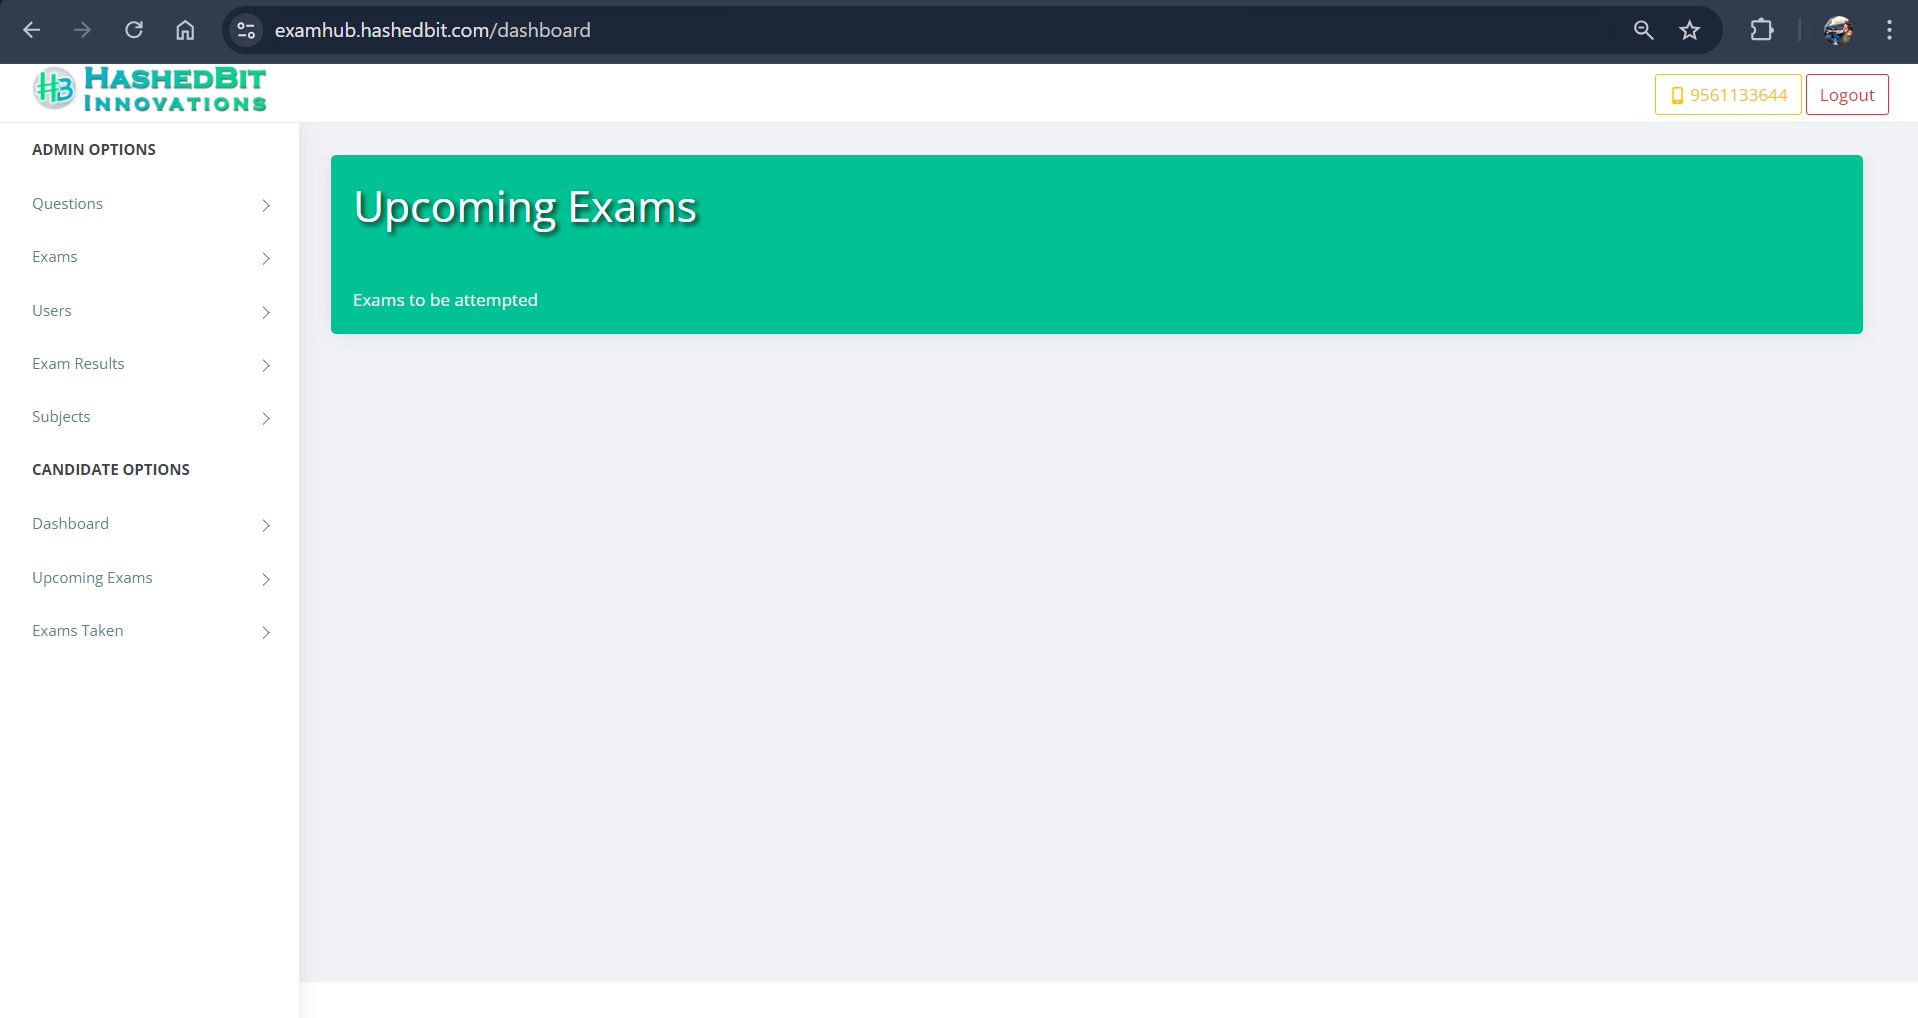 examhub.hashedbit.com/dashboard
HB HASHEDBIT
INNOVATIONS
9561133644
Logout
ADMIN OPTIONS
Questions
Exams
Users
Exam Results
Subjects
CANDIDATE OPTIONS
Dashboard
Upcoming Exams
Exams Taken
Upcoming Exams
Exams to be attempted